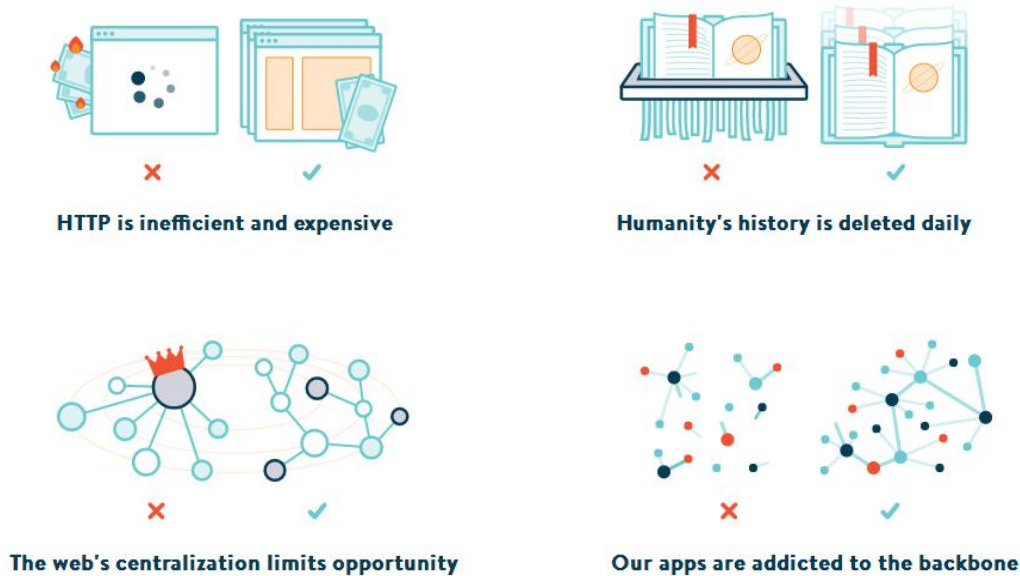 HTTP is inefficient and expensive
Humanity's history is deleted daily
The web's centralization limits opportunity
Our apps are addicted to the backbone